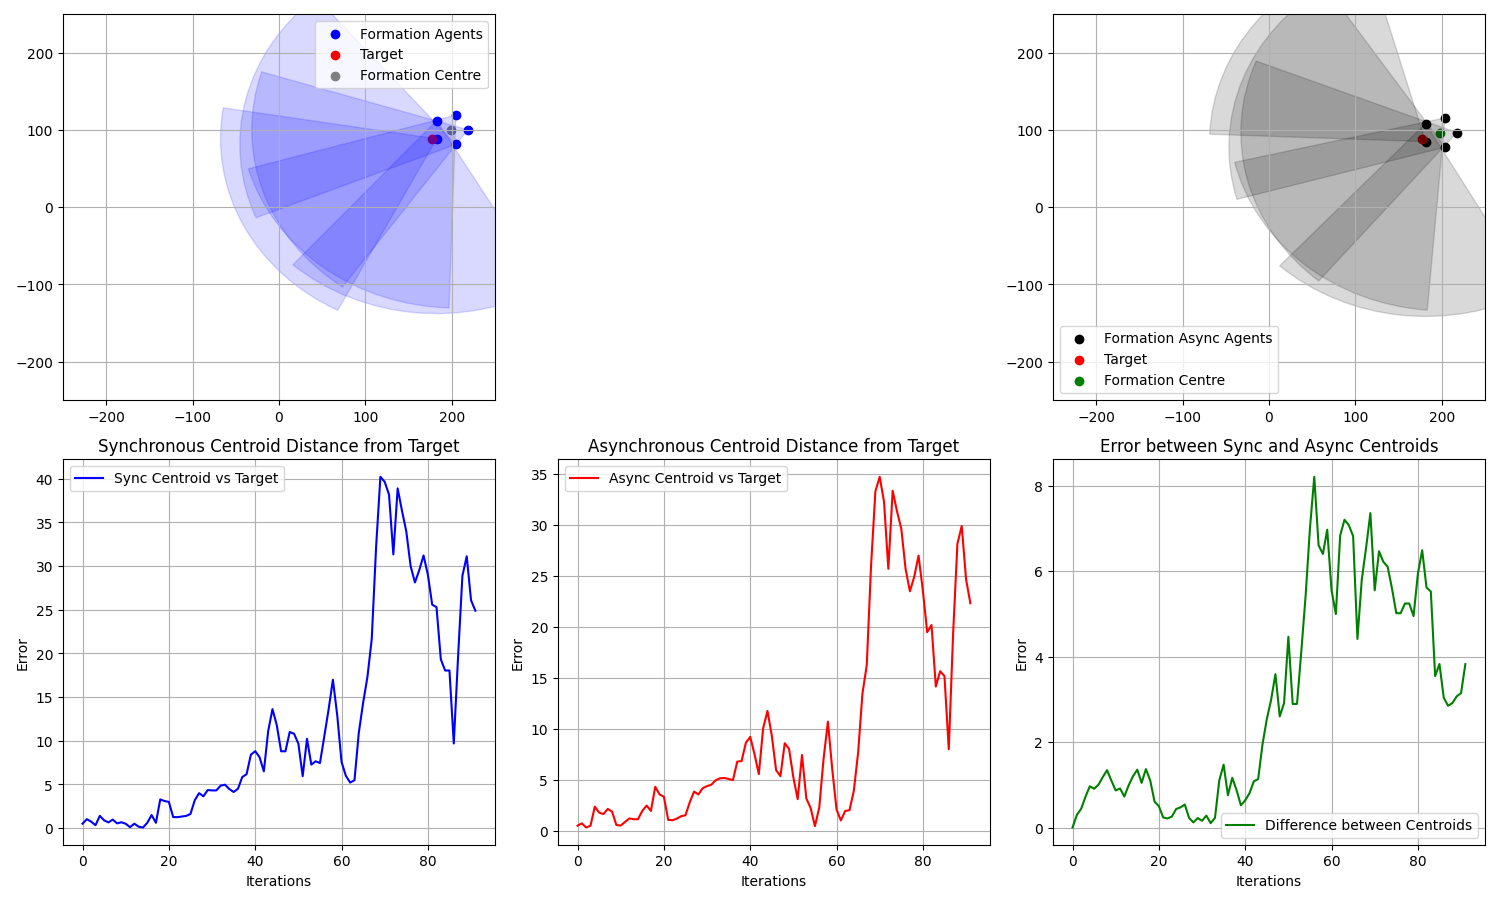 Formation Agents
Target
Formation Centre
200
100
0
−100
−200
−200 −100 0 100 200
200
100
0
−100
−200
Formation Async Agents
Target
Formation Centre
−200 −100 0 100 200
Synchronous Centroid Distance from Target
Sync Centroid vs Target
40
35
30
25
20
15
10
5
0
Error
0 20 40 60 80
Iterations
Asynchronous Centroid Distance from Target
Async Centroid vs Target
35
30
25
20
15
10
5
0
Error
0 20 40 60 80
Iterations
Error between Sync and Async Centroids
8
6
4
2
0
Error
Difference between Centroids
0 20 40 60 80
Iterations